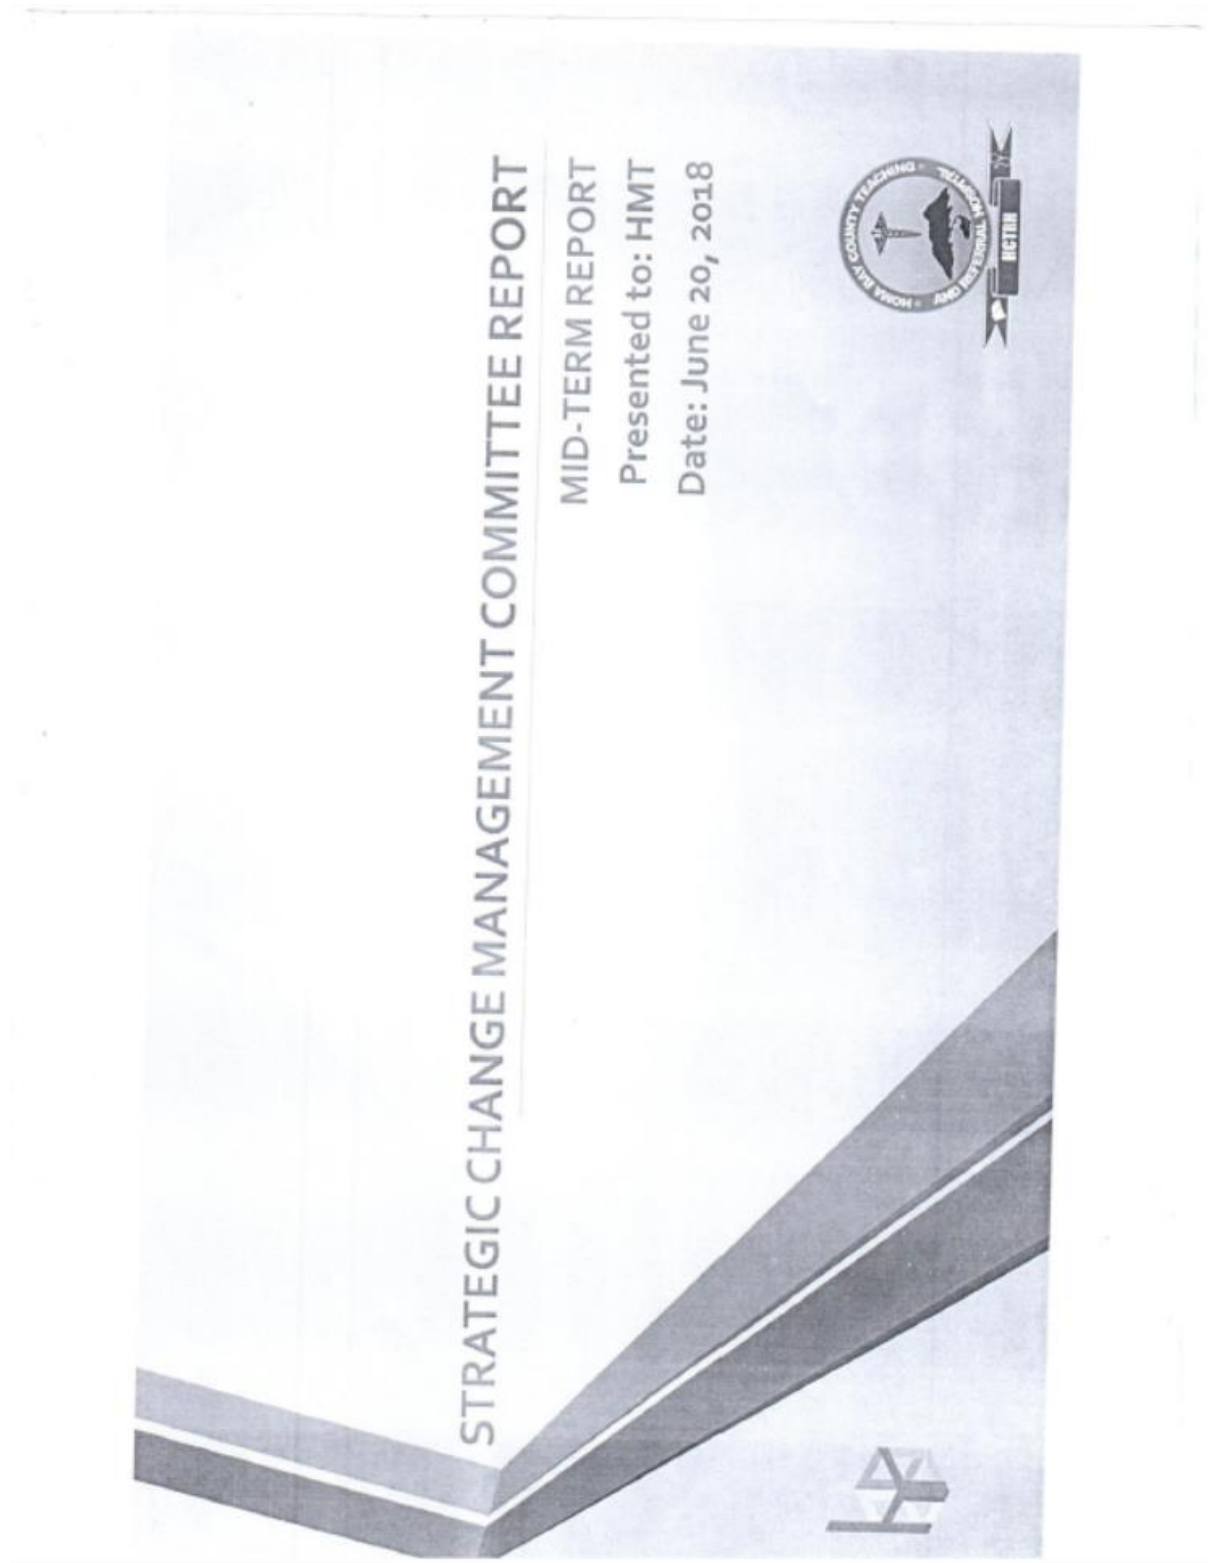 STRATEGIC CHANGE MANAGEMENT COMMITTEE REPORT
MID-TERM REPORT
Presented to: HMT
Date: June 20, 2018
• HOMA BAY COUNTY TEACHING •
AND REFERRAL HOSPITAL
HCTRH